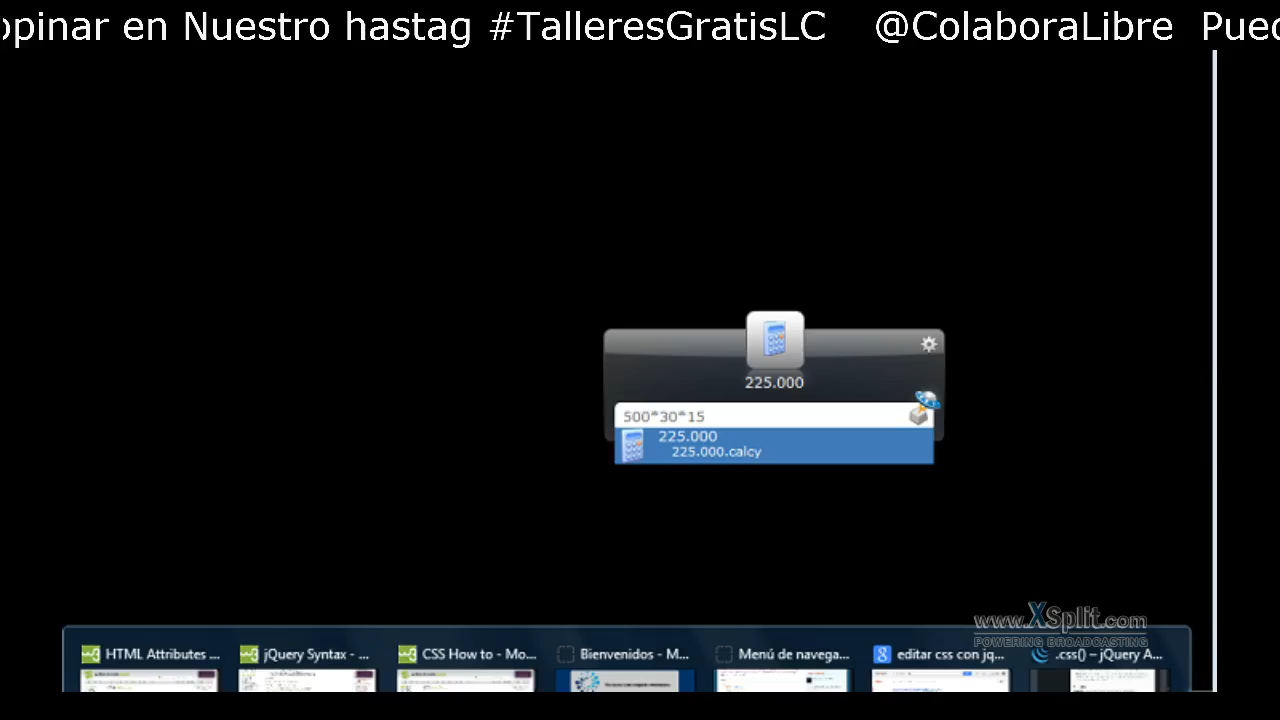 opinar en Nuestro hastag #TalleresGratisLC @ColaboraLibre Pued
225.000
500*30*15
225.000
225.000.calcy
www.XSplit.com
POWERING BROADCASTING
HTML Attributes ... jQuery Syntax - ... CSS How to - Mo... Bienvenidos - M... Menú de navega... editar css con jq... .css() – jQuery A...